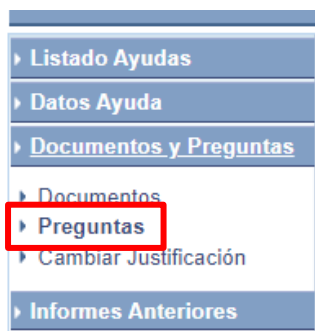 Listado Ayudas
Datos Ayuda
Documentos y Preguntas
Documentos
Preguntas
Cambiar Justificación
Informes Anteriores